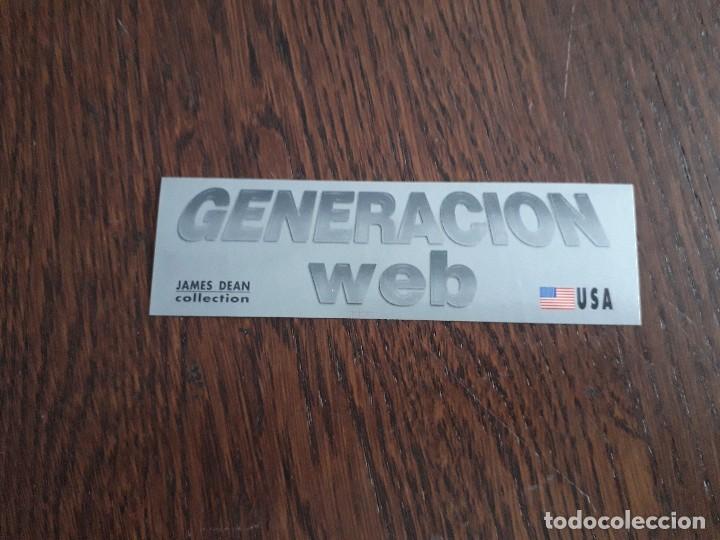 GENERACION
web
JAMES DEAN
collection
USA
todocoleccion